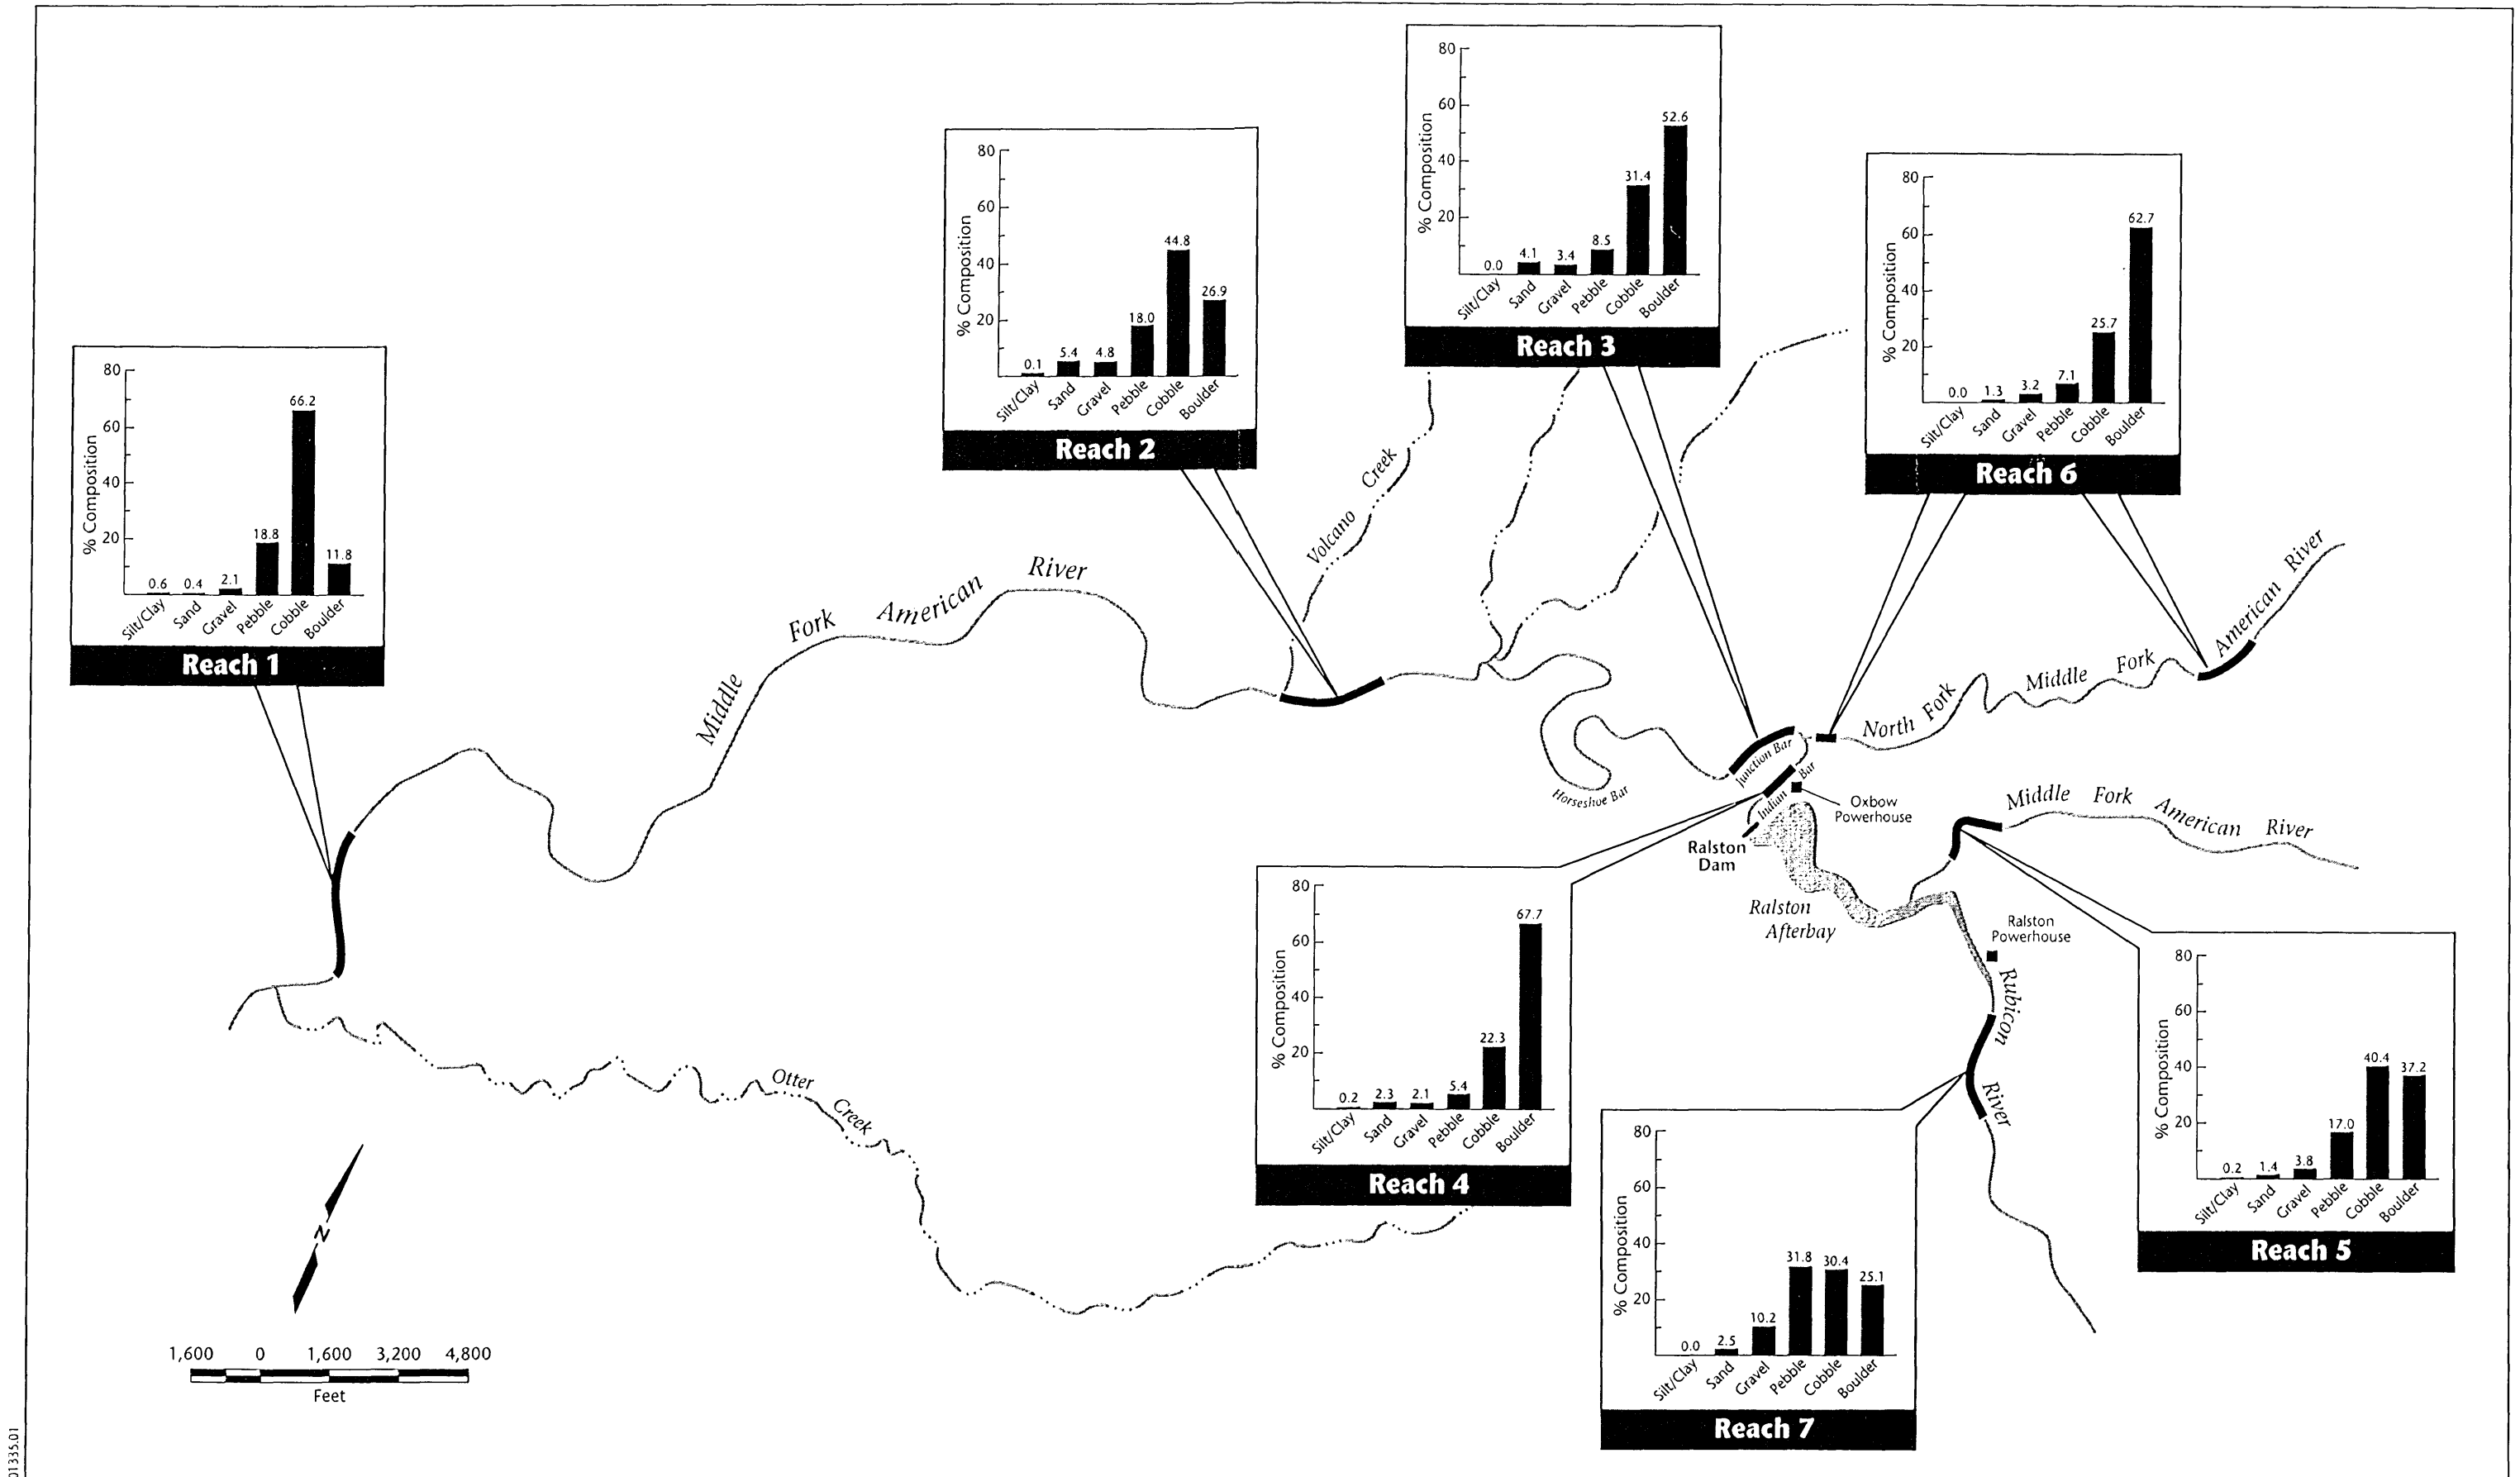 80
60
40
20
% Composition
0.6
0.4
2.1
18.8
66.2
11.8
Silt/Clay
Sand
Gravel
Pebble
Cobble
Boulder
Reach 1
80
60
40
20
% Composition
0.1
5.4
4.8
18.0
44.8
26.9
Silt/Clay
Sand
Gravel
Pebble
Cobble
Boulder
Reach 2
80
60
40
20
% Composition
0.0
4.1
3.4
8.5
31.4
52.6
Silt/Clay
Sand
Gravel
Pebble
Cobble
Boulder
Reach 3
80
60
40
20
% Composition
0.0
1.3
3.2
7.1
25.7
62.7
Silt/Clay
Sand
Gravel
Pebble
Cobble
Boulder
Reach 6
Middle Fork American River
Volcano Creek
Horseshoe Bar
Junction Bar
Indian Bar
North Fork Middle Fork American River
Oxbow
Powerhouse
Ralston
Dam
Middle Fork American River
Ralston
Afterbay
Ralston
Powerhouse
Rubicon River
80
60
40
20
% Composition
0.2
2.3
2.1
5.4
22.3
67.7
Silt/Clay
Sand
Gravel
Pebble
Cobble
Boulder
Reach 4
80
60
40
20
% Composition
0.2
1.4
3.8
17.0
40.4
37.2
Silt/Clay
Sand
Gravel
Pebble
Cobble
Boulder
Reach 5
80
60
40
20
% Composition
0.0
2.5
10.2
31.8
30.4
25.1
Silt/Clay
Sand
Gravel
Pebble
Cobble
Boulder
Reach 7
Otter Creek
N
1,600 0 1,600 3,200 4,800
Feet
01335.01